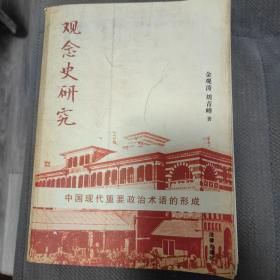 观念史研究
金观涛 刘青峰 著
中国现代重要政治术语的形成